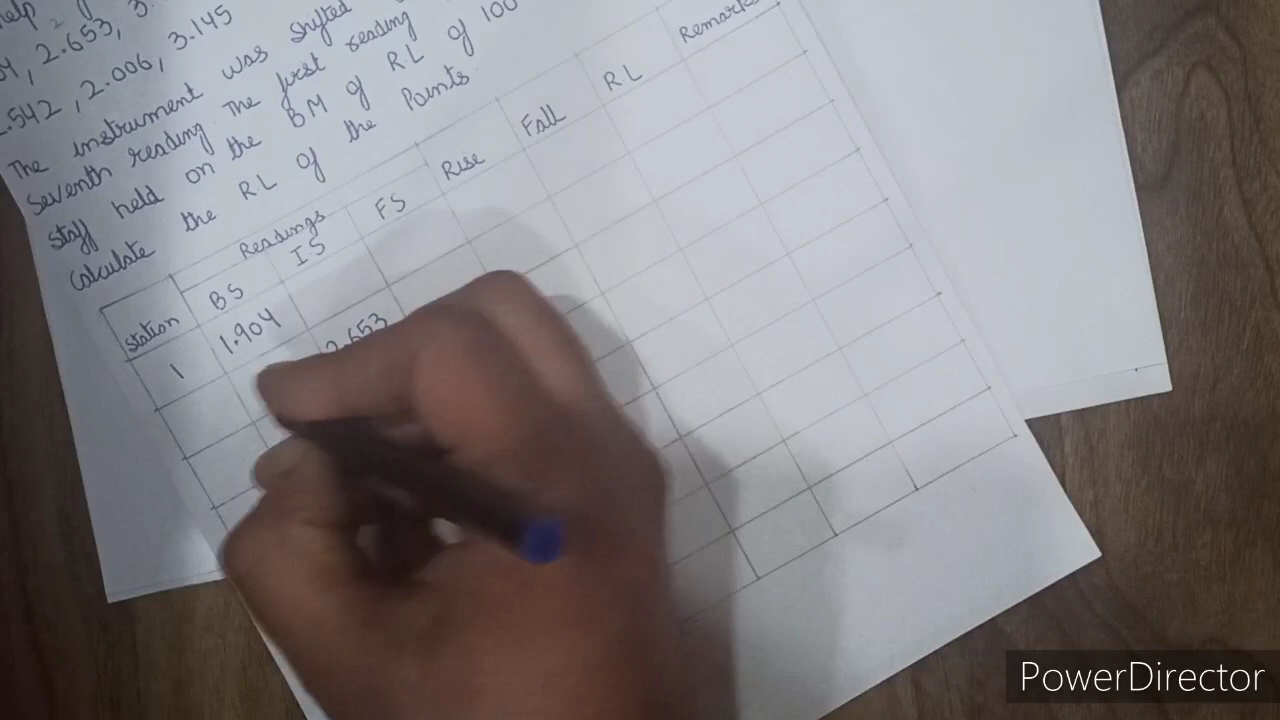 2.653, 3.
.542, 2.006, 3.145
The instrument was shifted
Seventh reading The first reading
Staff held on the BM of RL of 100
Calculate the RL of the Points
Station Readings Rise Fall RL Remarks
BS IS FS
1 1.904
2.653
PowerDirector